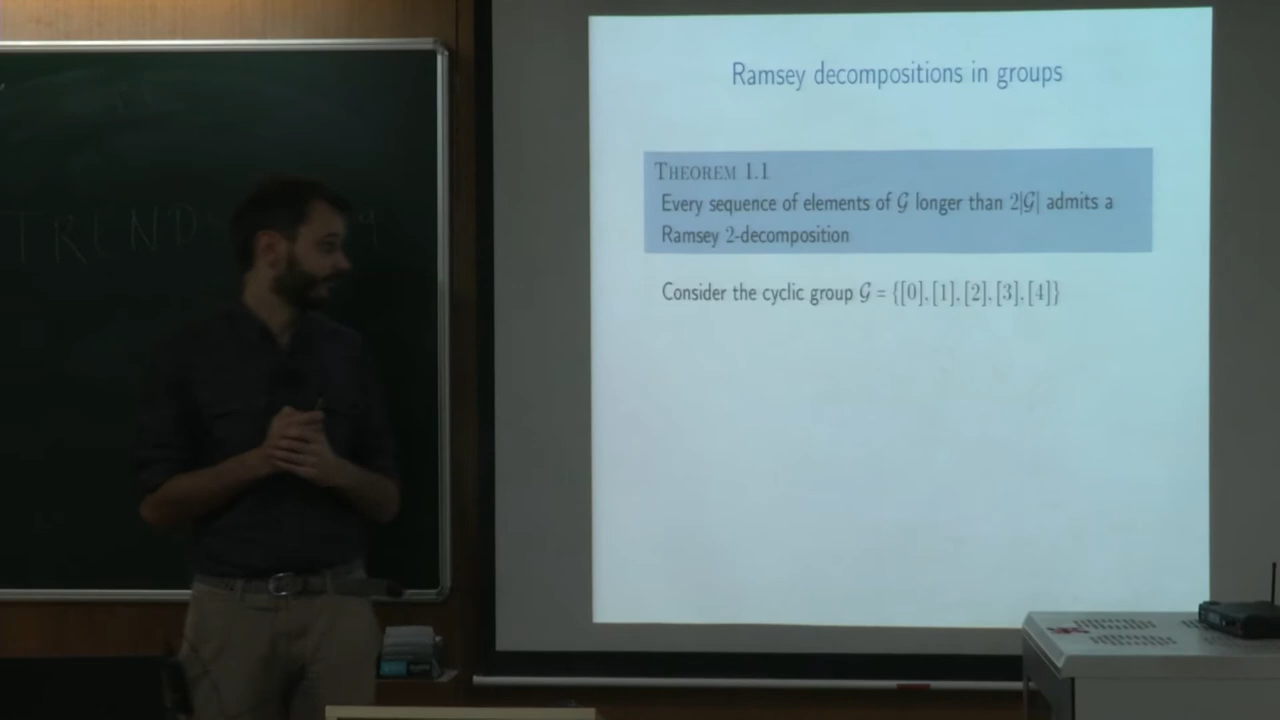 TRENDS
Ramsey decompositions in groups
THEOREM 1.1
Every sequence of elements of 𝒢 longer than 2|𝒢| admits a
Ramsey 2-decomposition
Consider the cyclic group 𝒢 = {[0],[1],[2],[3],[4]}